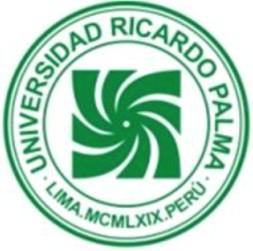 UNIVERSIDAD RICARDO PALMA
· LIMA.MCMLXIX.PERÚ ·